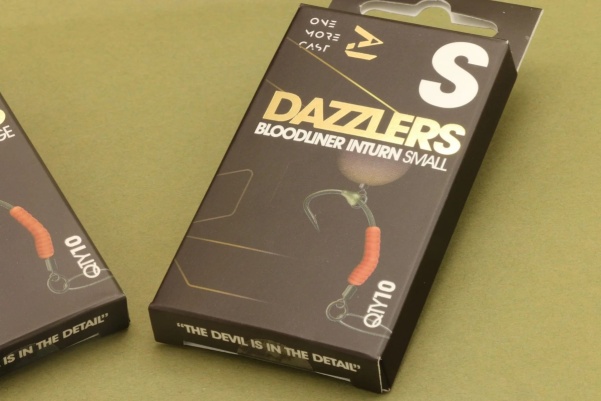 ONE
MORE
CAST
S
DAZZLERS
BLOODLINER INTURN SMALL
QTY10
"THE DEVIL IS IN THE DETAIL"
QTY10
IS IN THE DETAIL"